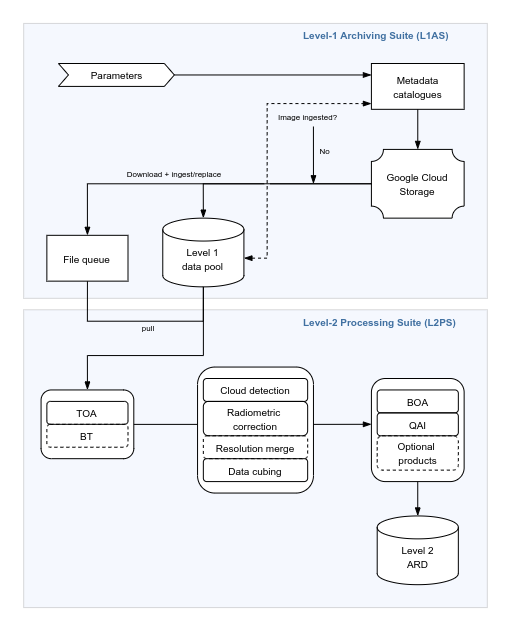 Level-1 Archiving Suite (L1AS)
Parameters
Metadata
catalogues
Image ingested?
No
Download + ingest/replace
Google Cloud
Storage
File queue
Level 1
data pool
pull
Level-2 Processing Suite (L2PS)
TOA
BT
Cloud detection
Radiometric
correction
Resolution merge
Data cubing
BOA
QAI
Optional
products
Level 2
ARD